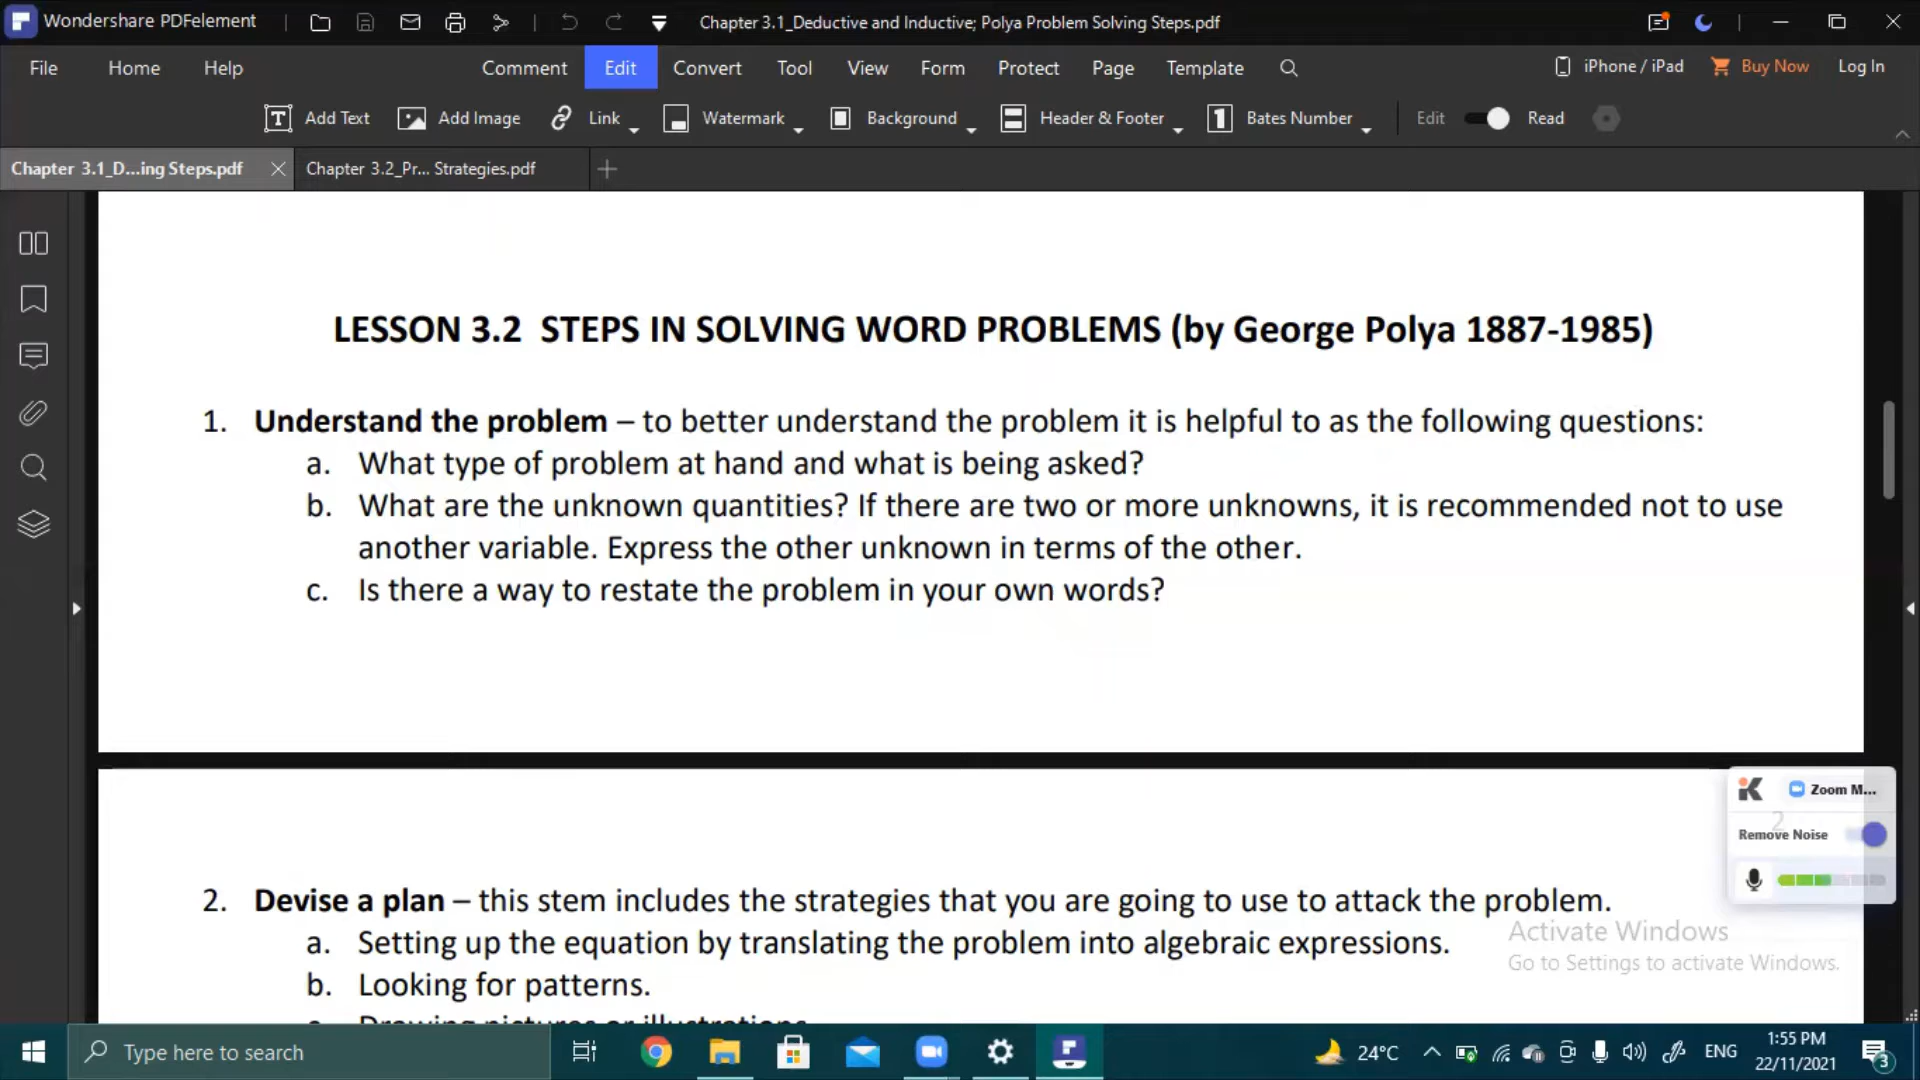 Wondershare PDFelement
Chapter 3.1_Deductive and Inductive; Polya Problem Solving Steps.pdf
File Home Help Comment Edit Convert Tool View Form Protect Page Template iPhone / iPad Buy Now Log In
Add Text Add Image Link Watermark Background Header & Footer Bates Number Edit Read
Chapter 3.1_D...ing Steps.pdf Chapter 3.2_Pr... Strategies.pdf
LESSON 3.2 STEPS IN SOLVING WORD PROBLEMS (by George Polya 1887-1985)
1. Understand the problem – to better understand the problem it is helpful to as the following questions:
a. What type of problem at hand and what is being asked?
b. What are the unknown quantities? If there are two or more unknowns, it is recommended not to use
another variable. Express the other unknown in terms of the other.
c. Is there a way to restate the problem in your own words?
Zoom M...
2
Remove Noise
2. Devise a plan – this stem includes the strategies that you are going to use to attack the problem.
a. Setting up the equation by translating the problem into algebraic expressions.
b. Looking for patterns.
c. Drawing pictures or illustrations
Activate Windows
Go to Settings to activate Windows.
Type here to search
24°C
ENG
1:55 PM
22/11/2021
3